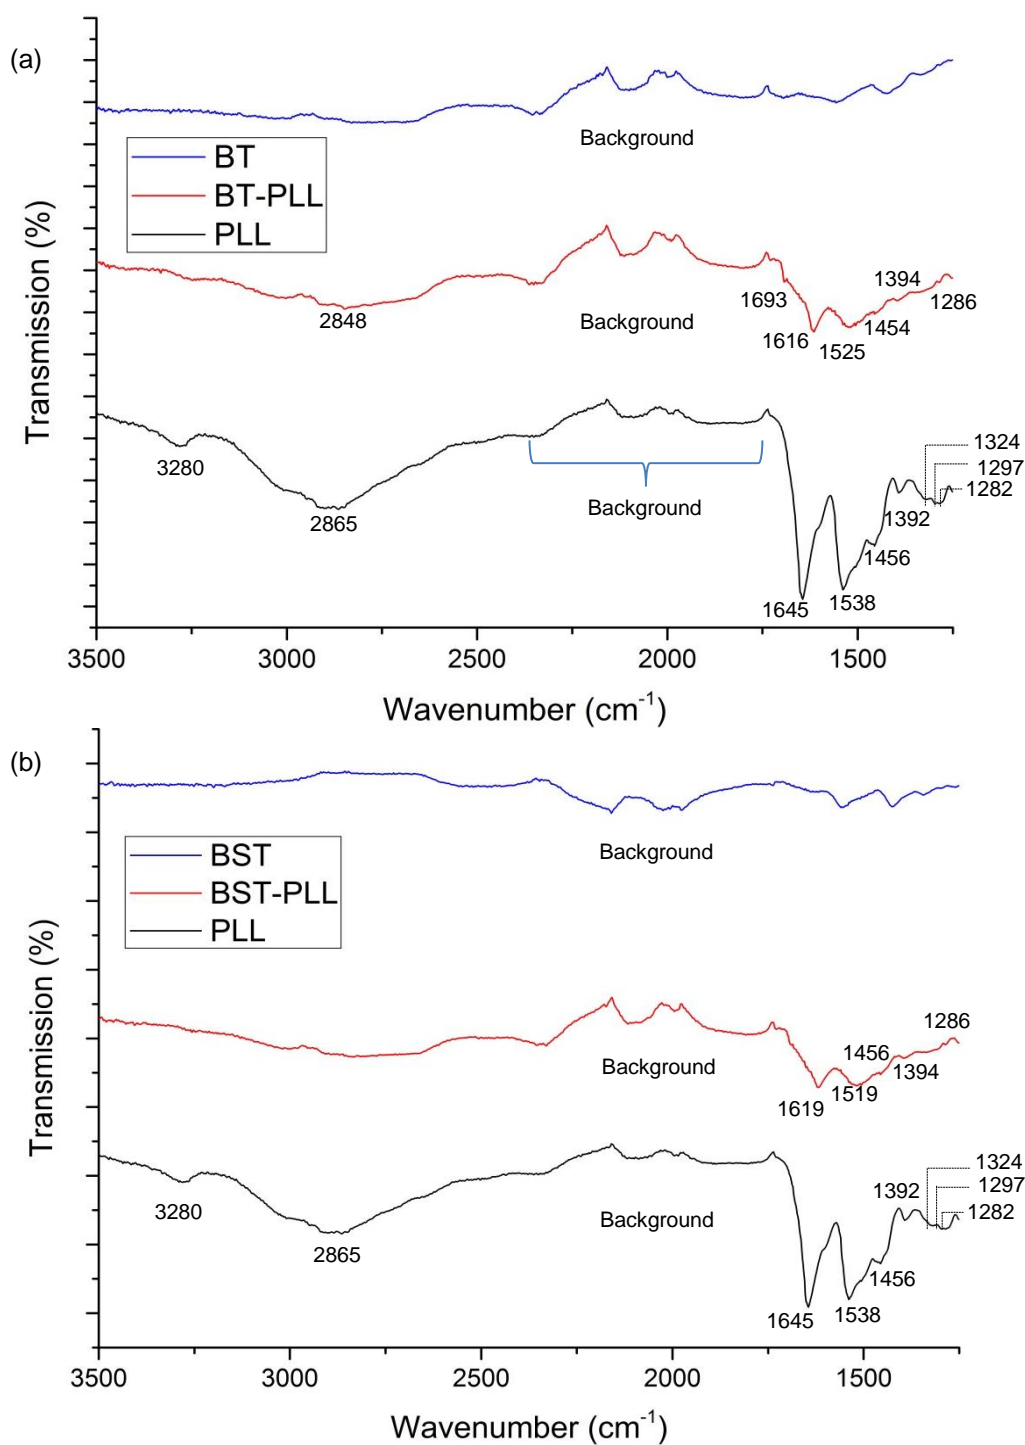 (a)
Background
BT
BT-PLL
PLL
Transmission (%)
2848
Background
1693
1616
1525
1454
1394
1286
3280
2865
Background
1645
1538
1456
1392
1324
1297
1282
3500 3000 2500 2000 1500
Wavenumber (cm⁻¹)
(b)
Background
BST
BST-PLL
PLL
Transmission (%)
Background
1619
1519
1456
1394
1286
3280
2865
Background
1645
1538
1456
1392
1324
1297
1282
3500 3000 2500 2000 1500
Wavenumber (cm⁻¹)